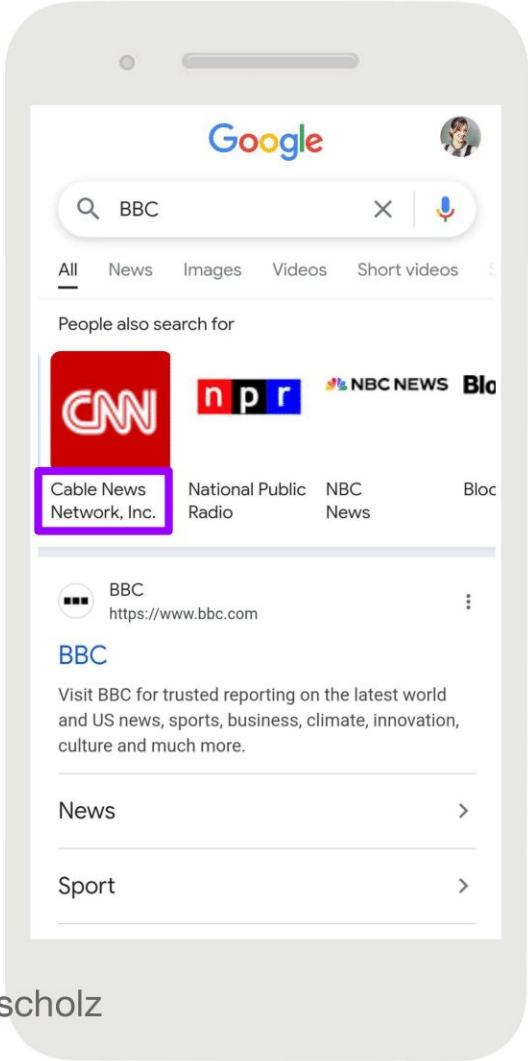 Google
BBC
All News Images Videos Short videos
People also search for
CNN npr NBC NEWS
Cable News National Public NBC
Network, Inc. Radio News
BBC
https://www.bbc.com
BBC
Visit BBC for trusted reporting on the latest world
and US news, sports, business, climate, innovation,
culture and much more.
News
Sport
scholz